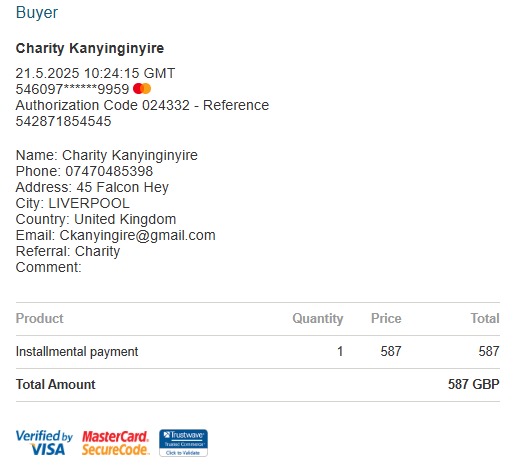 Buyer
Charity Kanyinginyire
21.5.2025 10:24:15 GMT
546097******9959
Authorization Code 024332 - Reference
542871854545
Name: Charity Kanyinginyire
Phone: 07470485398
Address: 45 Falcon Hey
City: LIVERPOOL
Country: United Kingdom
Email: Ckanyingire@gmail.com
Referral: Charity
Comment:
Product Quantity Price Total
Installmental payment 1 587 587
Total Amount 587 GBP
Verified by VISA MasterCard. SecureCode. Trustwave Trusted Commerce Click to Validate